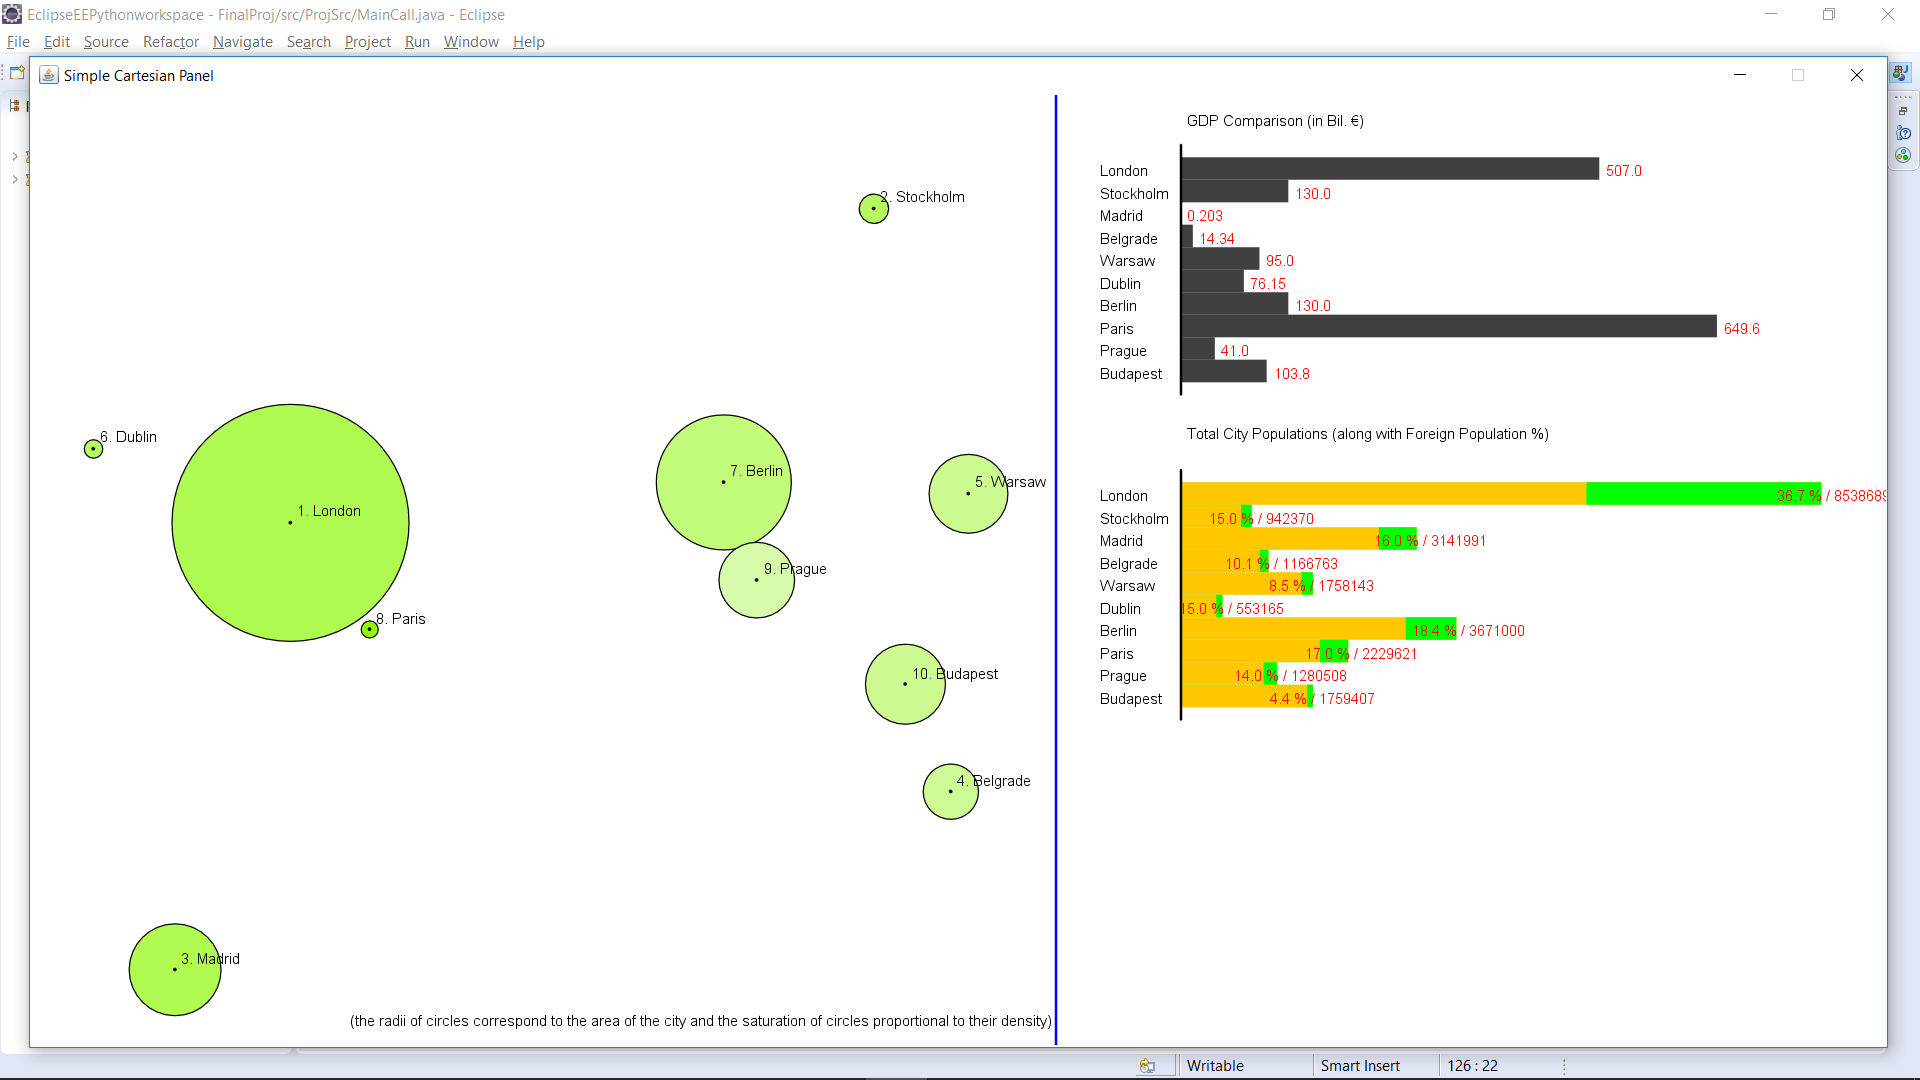 EclipseEEPythonworkspace - FinalProj/src/ProjSrc/MainCall.java - Eclipse
File Edit Source Refactor Navigate Search Project Run Window Help
Simple Cartesian Panel
2. Stockholm
6. Dublin
7. Berlin
5. Warsaw
1. London
9. Prague
8. Paris
10. Budapest
4. Belgrade
3. Madrid
(the radii of circles correspond to the area of the city and the saturation of circles proportional to their density)
GDP Comparison (in Bil. €)
London 507.0
Stockholm 130.0
Madrid 0.203
Belgrade 14.34
Warsaw 95.0
Dublin 76.15
Berlin 130.0
Paris 649.6
Prague 41.0
Budapest 103.8
Total City Populations (along with Foreign Population %)
London 36.7 % / 8538689
Stockholm 15.0 % / 942370
Madrid 16.0 % / 3141991
Belgrade 10.1 % / 1166763
Warsaw 8.5 % / 1758143
Dublin 15.0 % / 553165
Berlin 18.4 % / 3671000
Paris 17.0 % / 2229621
Prague 14.0 % / 1280508
Budapest 4.4 % / 1759407
Writable Smart Insert 126 : 22